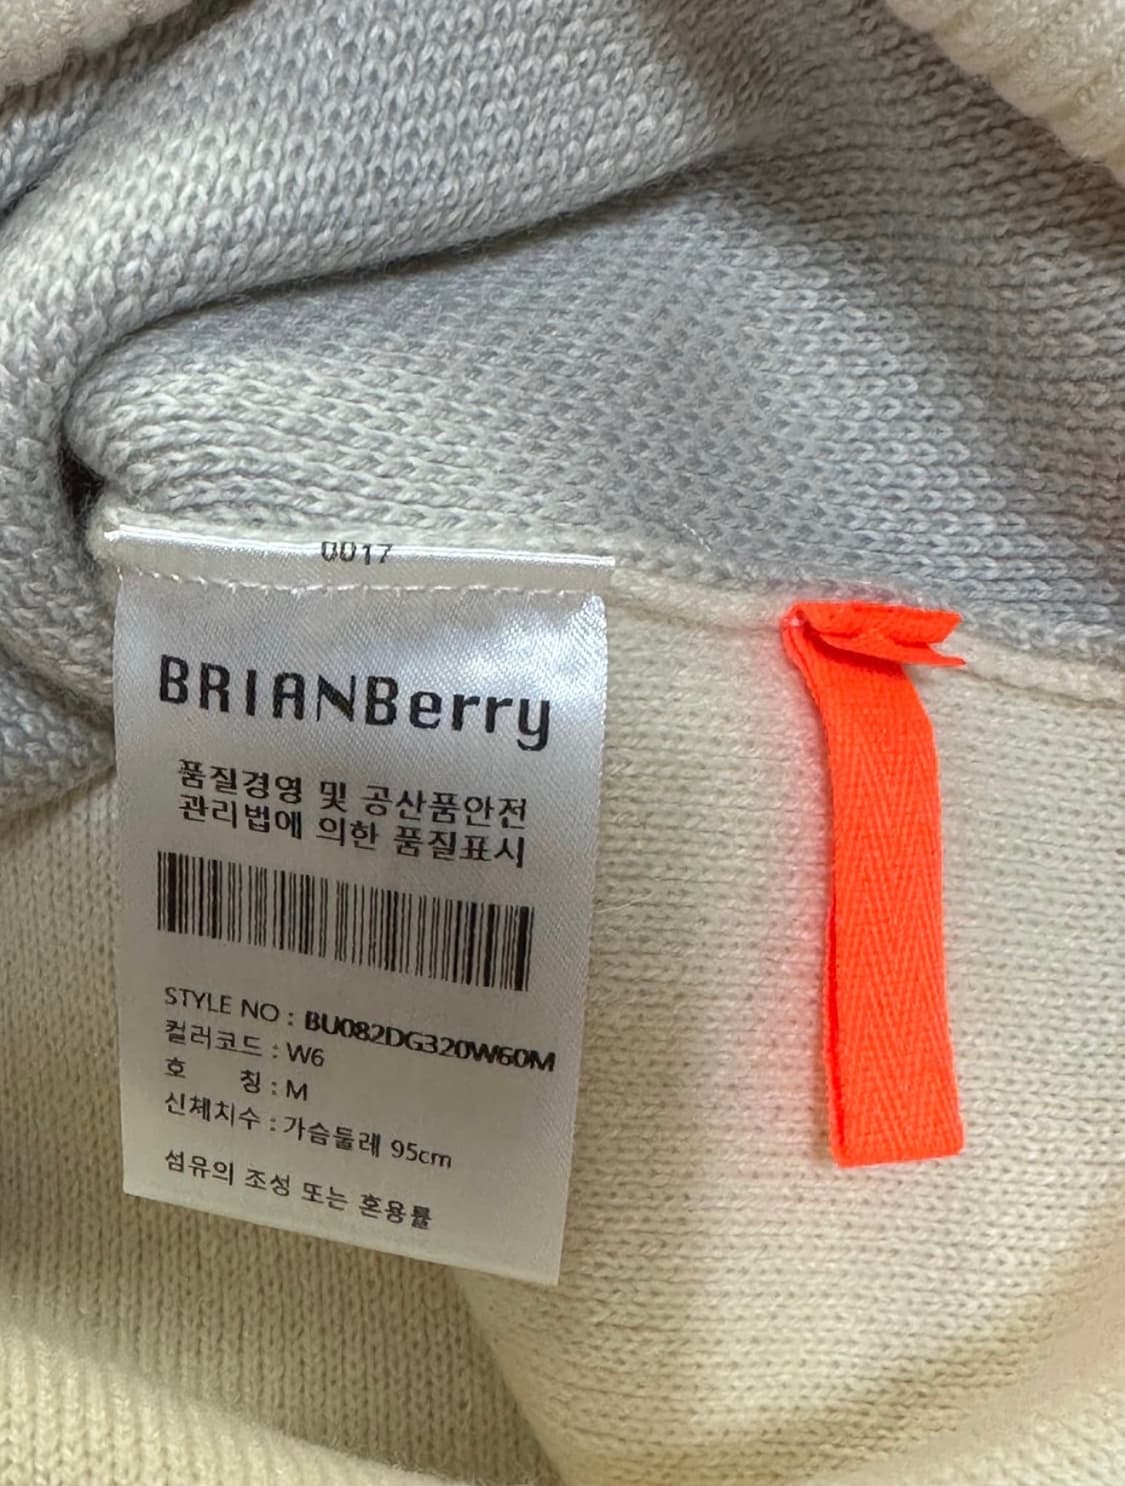 0017
BRIANBerry
품질경영 및 공산품안전
관리법에 의한 품질표시
STYLE NO : BU082DG320W60M
컬러코드 : W6
호 칭 : M
신체치수 : 가슴둘레 95cm
섬유의 조성 또는 혼용률